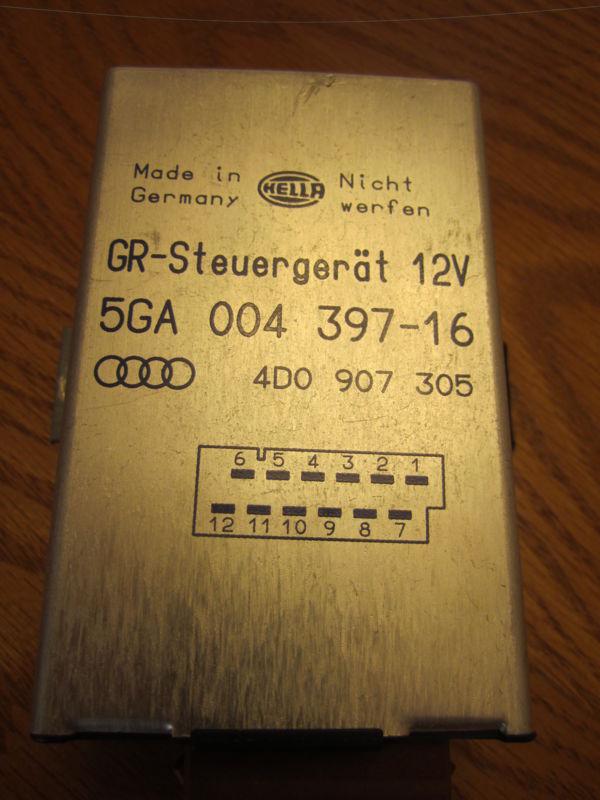 Made in
Germany
HELLA
Nicht
werfen
GR-Steuergerät 12V
5GA 004 397-16
4D0 907 305
6 5 4 3 2 1
12 11 10 9 8 7